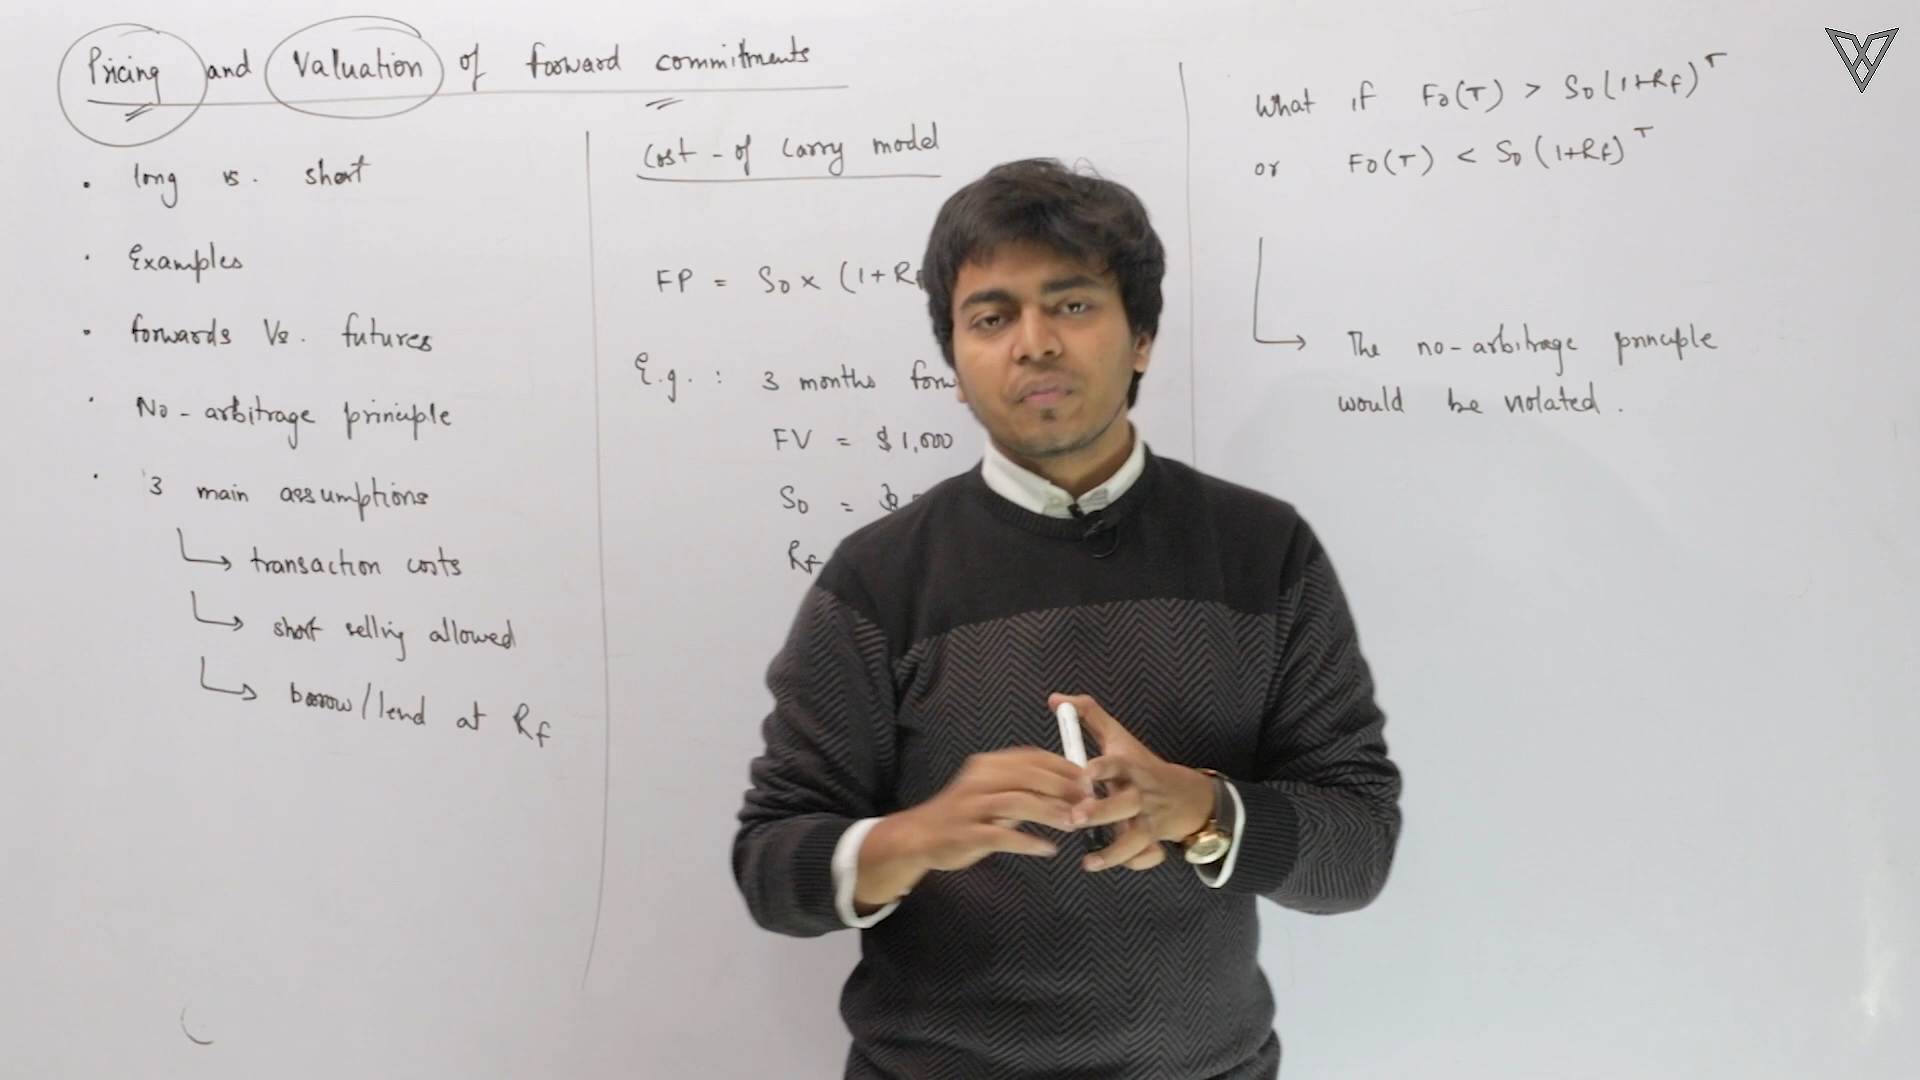 Pricing and Valuation of forward commitments
• long vs. short
• Examples
• forwards Vs. futures
• No-arbitrage principle
• 3 main assumptions
↳ transaction costs
↳ short selling allowed
↳ borrow/lend at Rf
Cost-of carry model
FP = S0 × (1+R
E.g. : 3 months forw
FV = $1,000
S0 = $
Rf
What if F0(T) > S0(1+Rf)^T
or F0(T) < S0(1+Rf)^T
↳ The no-arbitrage principle
would be violated.